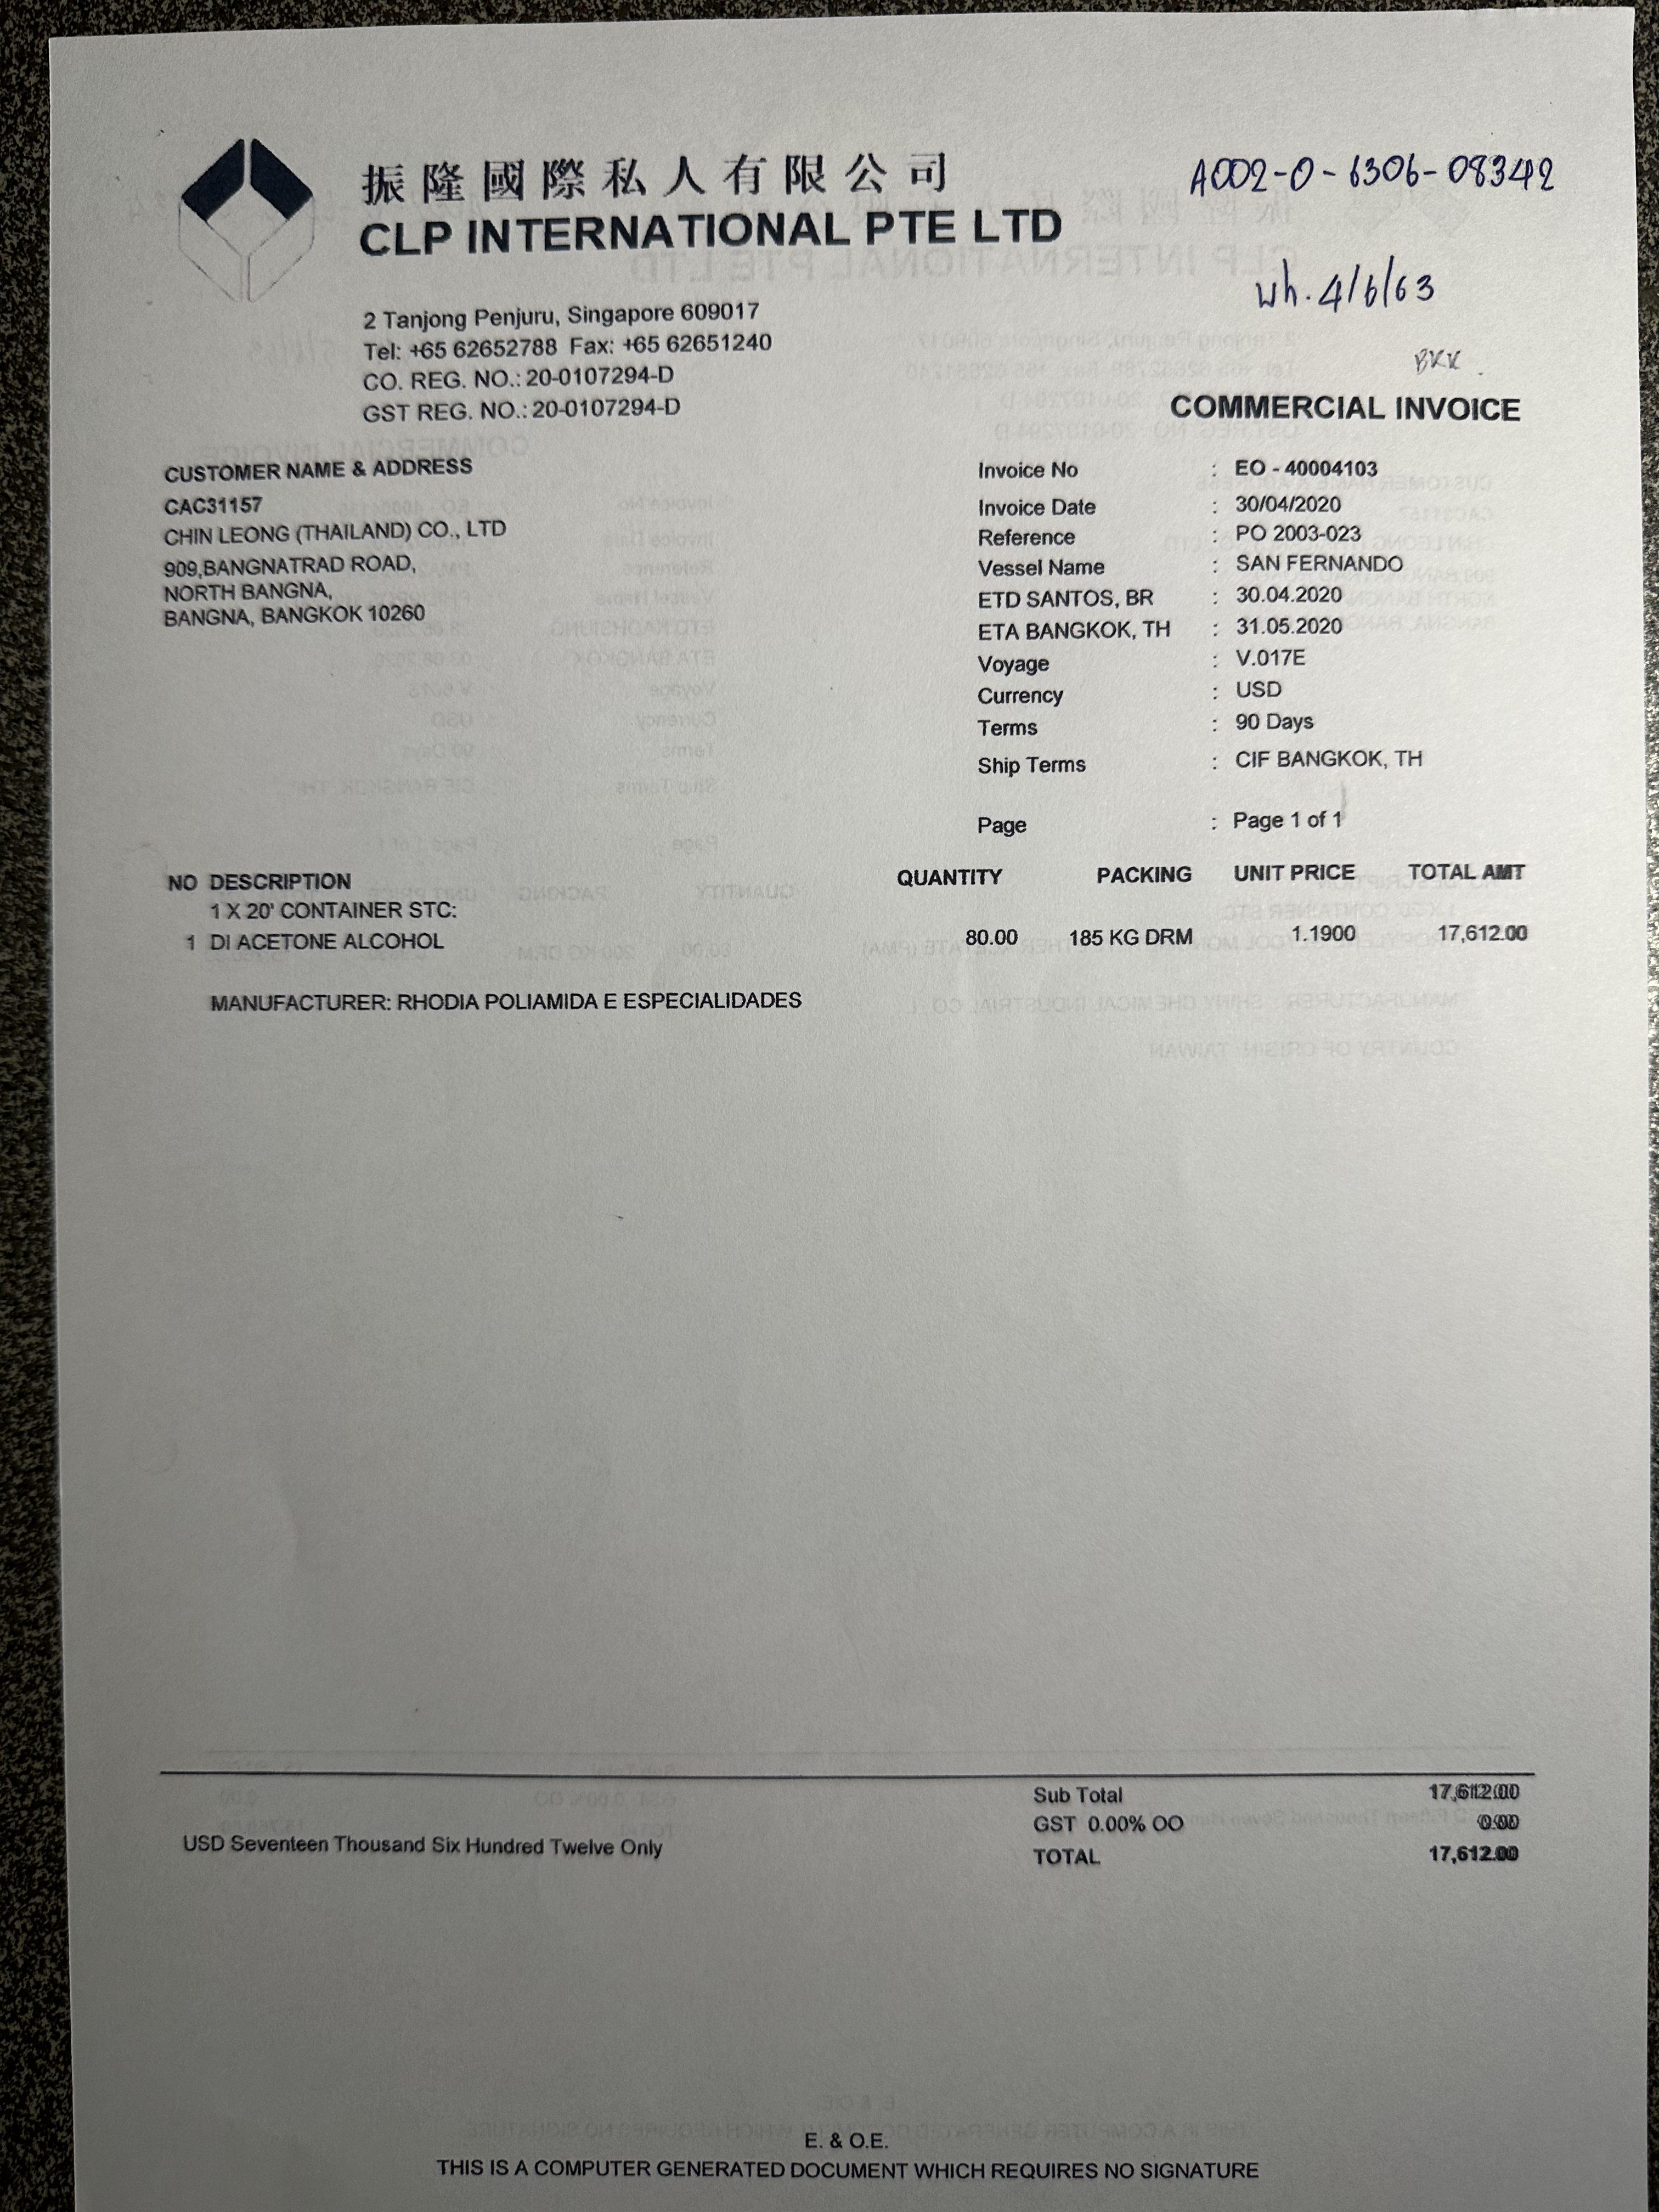 振隆國際私人有限公司
CLP INTERNATIONAL PTE LTD
A002-0-6306-08342
2 Tanjong Penjuru, Singapore 609017
Tel: +65 62652788 Fax: +65 62651240
CO. REG. NO.: 20-0107294-D
GST REG. NO.: 20-0107294-D
4/6/63
BKK
COMMERCIAL INVOICE
CUSTOMER NAME & ADDRESS
CAC31157
CHIN LEONG (THAILAND) CO., LTD
909,BANGNATRAD ROAD,
NORTH BANGNA,
BANGNA, BANGKOK 10260
Invoice No : EO - 40004103
Invoice Date : 30/04/2020
Reference : PO 2003-023
Vessel Name : SAN FERNANDO
ETD SANTOS, BR : 30.04.2020
ETA BANGKOK, TH : 31.05.2020
Voyage : V.017E
Currency : USD
Terms : 90 Days
Ship Terms : CIF BANGKOK, TH
Page : Page 1 of 1
NO DESCRIPTION QUANTITY PACKING UNIT PRICE TOTAL AMT
1 X 20' CONTAINER STC:
1 DI ACETONE ALCOHOL 80.00 185 KG DRM 1.1900 17,612.00
MANUFACTURER: RHODIA POLIAMIDA E ESPECIALIDADES
Sub Total 17,612.00
GST 0.00% OO 0.00
USD Seventeen Thousand Six Hundred Twelve Only
TOTAL 17,612.00
E. & O.E.
THIS IS A COMPUTER GENERATED DOCUMENT WHICH REQUIRES NO SIGNATURE